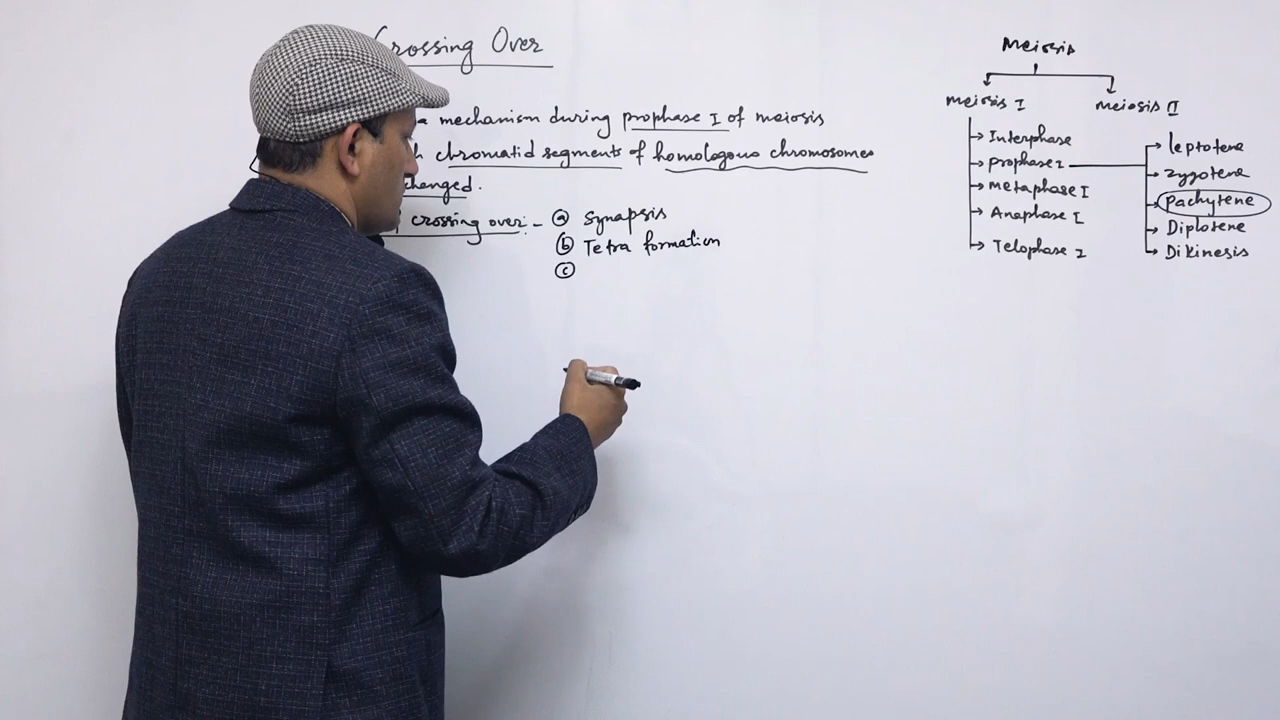 Crossing Over
a mechanism during prophase I of meiosis
chromatid segments of homologous chromosomes
changed.
crossing over:- ⓐ Synapsis
ⓑ Tetra formation
ⓒ
Meiosis
meiosis I
meiosis II
Interphase
prophase I
metaphase I
Anaphase I
Telophase I
leptotene
zygotene
Pachytene
Diplotene
Dikinesis